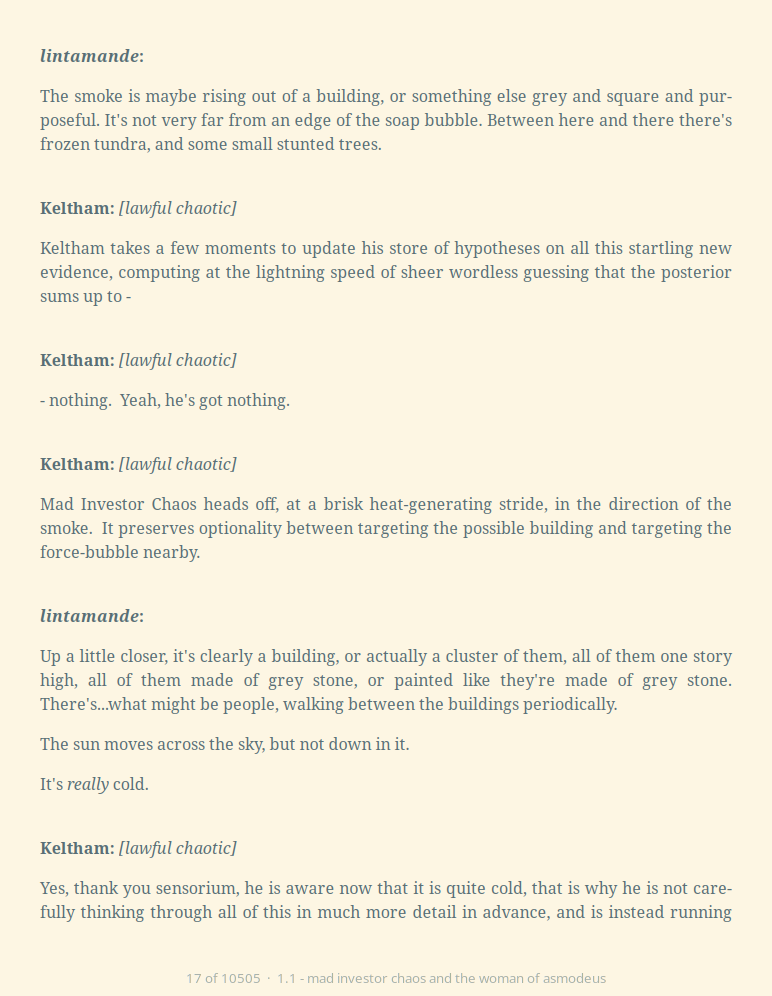 lintamande:
The smoke is maybe rising out of a building, or something else grey and square and pur-
poseful. It's not very far from an edge of the soap bubble. Between here and there there's
frozen tundra, and some small stunted trees.
Keltham: [lawful chaotic]
Keltham takes a few moments to update his store of hypotheses on all this startling new
evidence, computing at the lightning speed of sheer wordless guessing that the posterior
sums up to -
Keltham: [lawful chaotic]
- nothing.  Yeah, he's got nothing.
Keltham: [lawful chaotic]
Mad Investor Chaos heads off, at a brisk heat-generating stride, in the direction of the
smoke.  It preserves optionality between targeting the possible building and targeting the
force-bubble nearby.
lintamande:
Up a little closer, it's clearly a building, or actually a cluster of them, all of them one story
high, all of them made of grey stone, or painted like they're made of grey stone.
There's...what might be people, walking between the buildings periodically.
The sun moves across the sky, but not down in it.
It's really cold.
Keltham: [lawful chaotic]
Yes, thank you sensorium, he is aware now that it is quite cold, that is why he is not care-
fully thinking through all of this in much more detail in advance, and is instead running
17 of 10505 · 1.1 - mad investor chaos and the woman of asmodeus